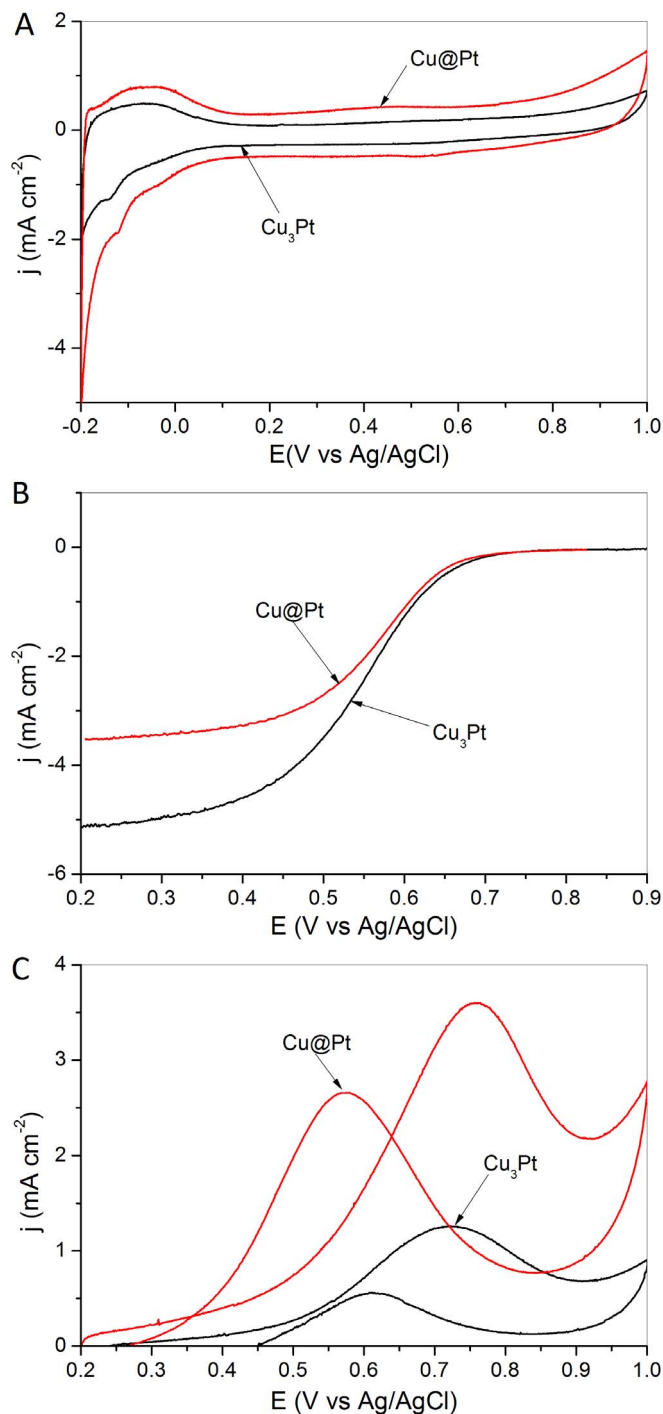 A
2
0
-2
-4
j (mA cm⁻²)
Cu@Pt
Cu₃Pt
-0.2 0.0 0.2 0.4 0.6 0.8 1.0
E(V vs Ag/AgCl)
B
0
-2
-4
-6
j (mA cm⁻²)
Cu@Pt
Cu₃Pt
0.2 0.3 0.4 0.5 0.6 0.7 0.8 0.9
E (V vs Ag/AgCl)
C
4
3
2
1
0
j (mA cm⁻²)
Cu@Pt
Cu₃Pt
0.2 0.3 0.4 0.5 0.6 0.7 0.8 0.9 1.0
E (V vs Ag/AgCl)